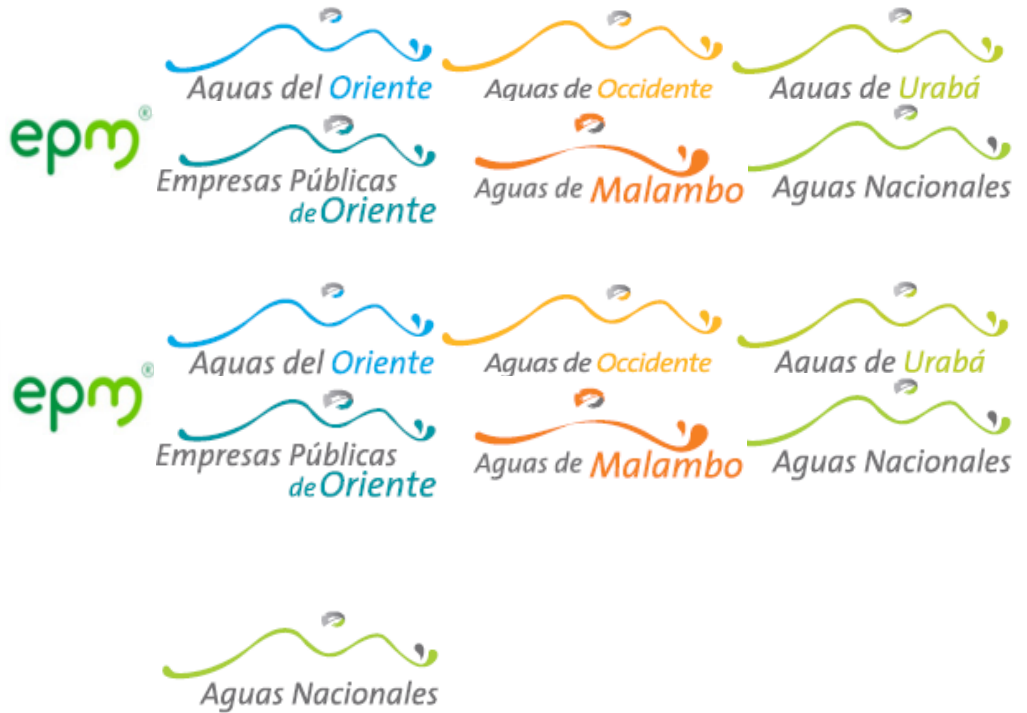 Aguas del Oriente
Aguas de Occidente
Aguas de Urabá
epm®
Empresas Públicas
de Oriente
Aguas de Malambo
Aguas Nacionales
Aguas del Oriente
Aguas de Occidente
Aguas de Urabá
epm®
Empresas Públicas
de Oriente
Aguas de Malambo
Aguas Nacionales
Aguas Nacionales